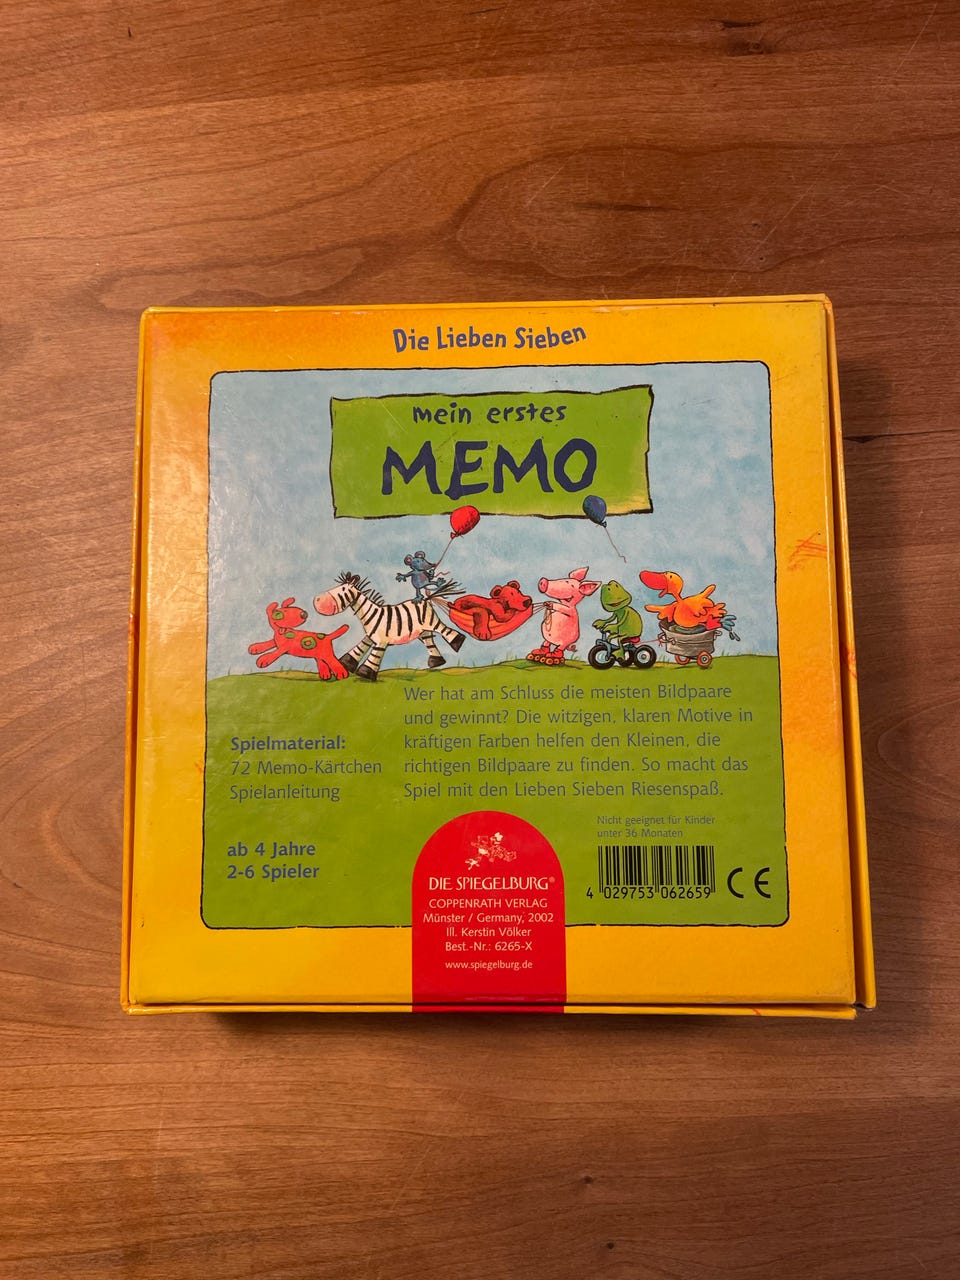 Die Lieben Sieben
mein erstes
MEMO
Wer hat am Schluss die meisten Bildpaare
und gewinnt? Die witzigen, klaren Motive in
kräftigen Farben helfen den Kleinen, die
richtigen Bildpaare zu finden. So macht das
Spiel mit den Lieben Sieben Riesenspaß.
Spielmaterial:
72 Memo-Kärtchen
Spielanleitung
ab 4 Jahre
2-6 Spieler
Nicht geeignet für Kinder
unter 36 Monaten
4 029753 062659
CE
DIE SPIEGELBURG®
COPPENRATH VERLAG
Münster / Germany, 2002
Ill. Kerstin Völker
Best.-Nr.: 6265-X
www.spiegelburg.de